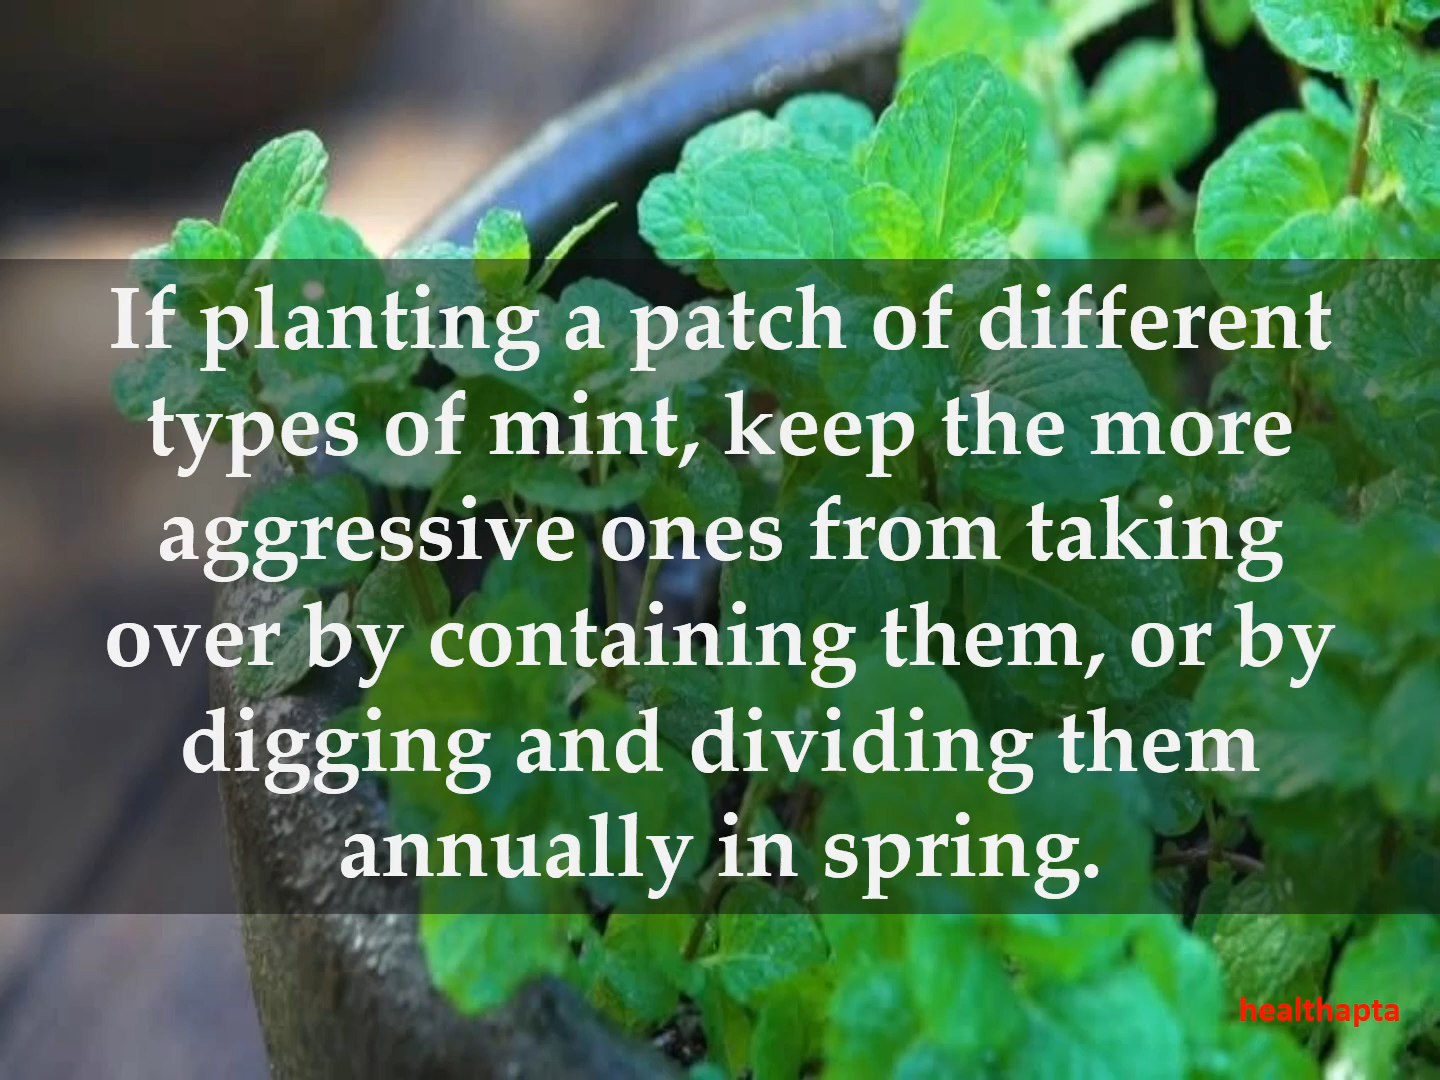 If planting a patch of different
types of mint, keep the more
aggressive ones from taking
over by containing them, or by
digging and dividing them
annually in spring.
healthapta